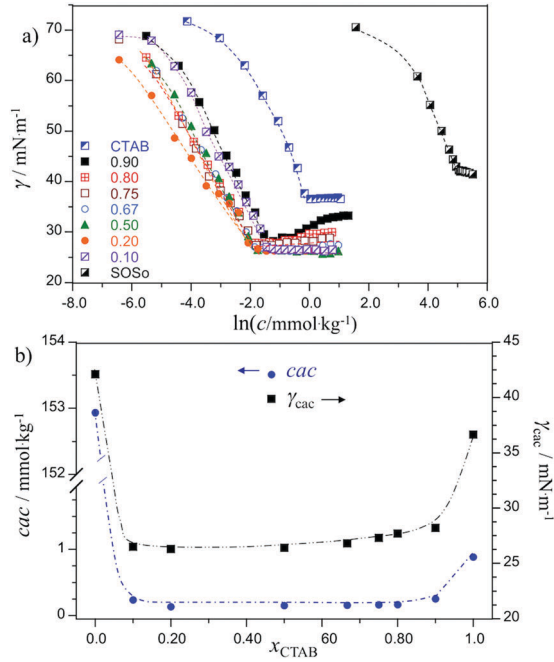 a)
70
60
50
40
30
20
γ / mN·m⁻¹
CTAB
0.90
0.80
0.75
0.67
0.50
0.20
0.10
SOSo
-8.0 -6.0 -4.0 -2.0 0.0 2.0 4.0 6.0
ln(c/mmol·kg⁻¹)
b)
154
153
152
1
0
cac / mmol·kg⁻¹
cac
γcac
45
40
35
30
25
20
γcac / mN·m⁻¹
0.0 0.20 0.40 0.60 0.80 1.0
xCTAB